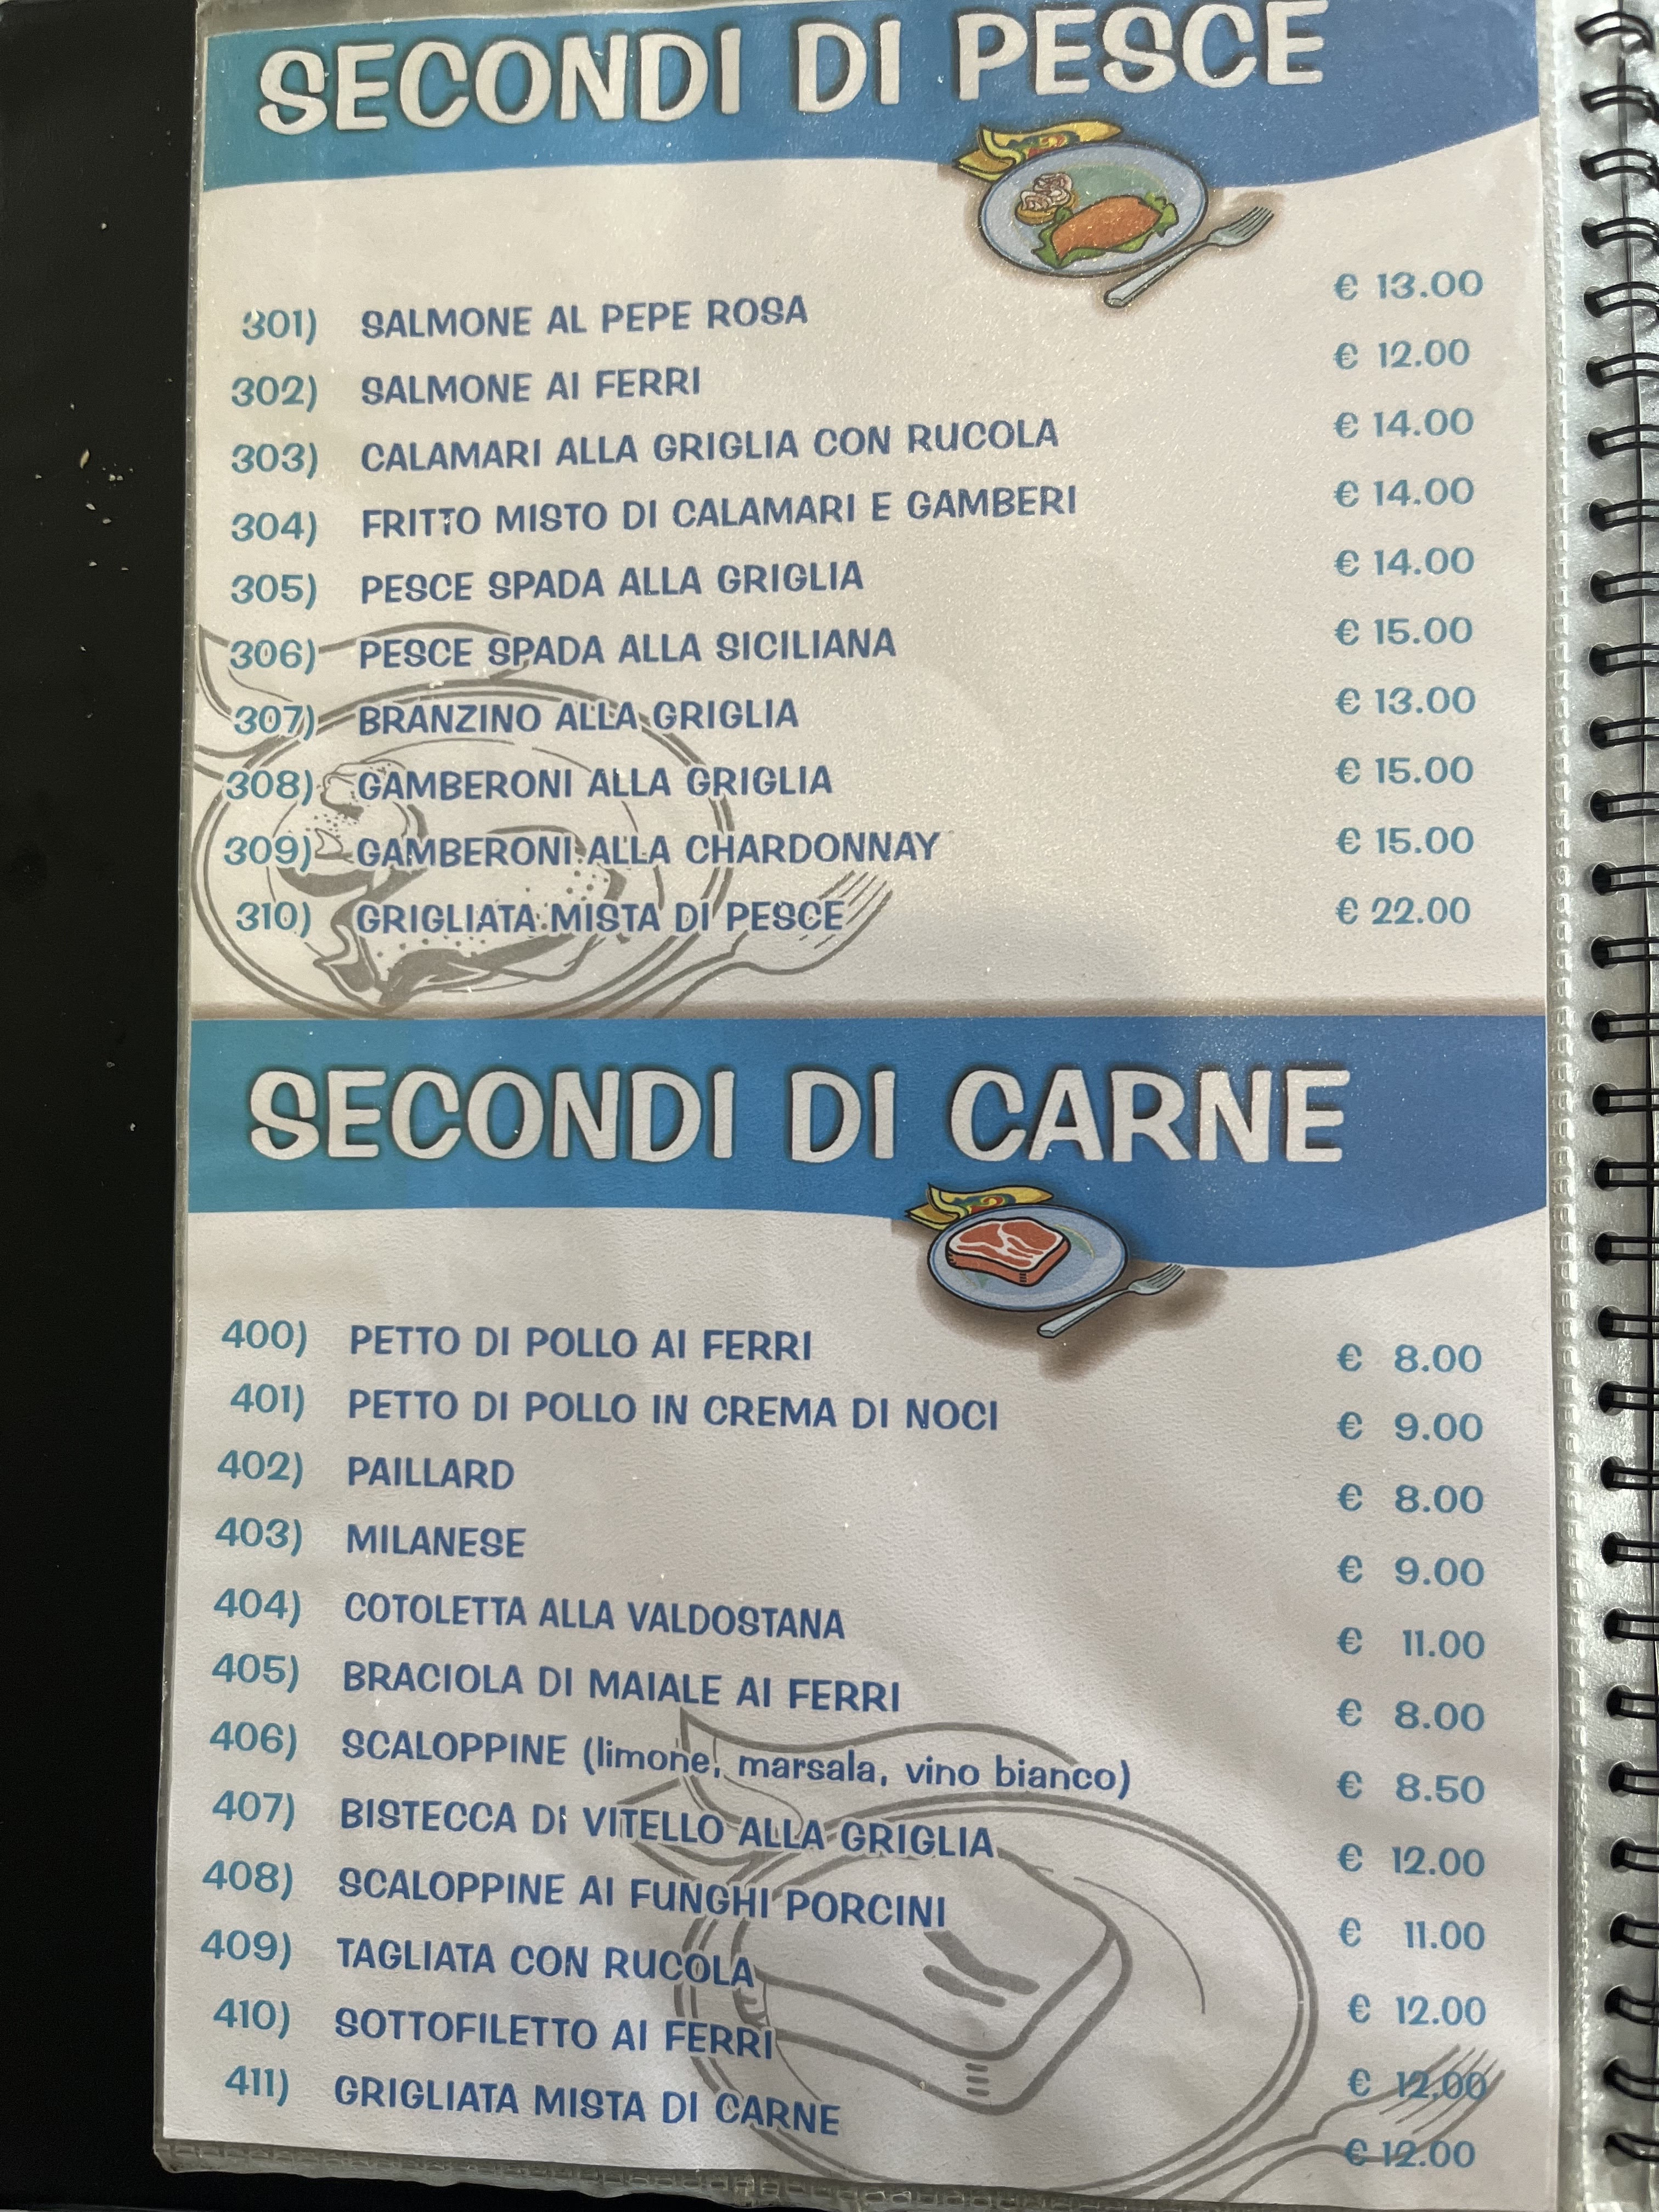 SECONDI DI PESCE
301) SALMONE AL PEPE ROSA € 13.00
302) SALMONE AI FERRI € 12.00
303) CALAMARI ALLA GRIGLIA CON RUCOLA € 14.00
304) FRITTO MISTO DI CALAMARI E GAMBERI € 14.00
305) PESCE SPADA ALLA GRIGLIA € 14.00
306) PESCE SPADA ALLA SICILIANA € 15.00
307) BRANZINO ALLA GRIGLIA € 13.00
308) GAMBERONI ALLA GRIGLIA € 15.00
309) GAMBERONI ALLA CHARDONNAY € 15.00
310) GRIGLIATA MISTA DI PESCE € 22.00
SECONDI DI CARNE
400) PETTO DI POLLO AI FERRI € 8.00
401) PETTO DI POLLO IN CREMA DI NOCI € 9.00
402) PAILLARD € 8.00
403) MILANESE € 9.00
404) COTOLETTA ALLA VALDOSTANA € 11.00
405) BRACIOLA DI MAIALE AI FERRI € 8.00
406) SCALOPPINE (limone, marsala, vino bianco) € 8.50
407) BISTECCA Di VITELLO ALLA GRIGLIA € 12.00
408) SCALOPPINE AI FUNGHI PORCINI € 11.00
409) TAGLIATA CON RUCOLA € 12.00
410) SOTTOFILETTO AI FERRI € 12.00
411) GRIGLIATA MISTA DI CARNE € 12.00